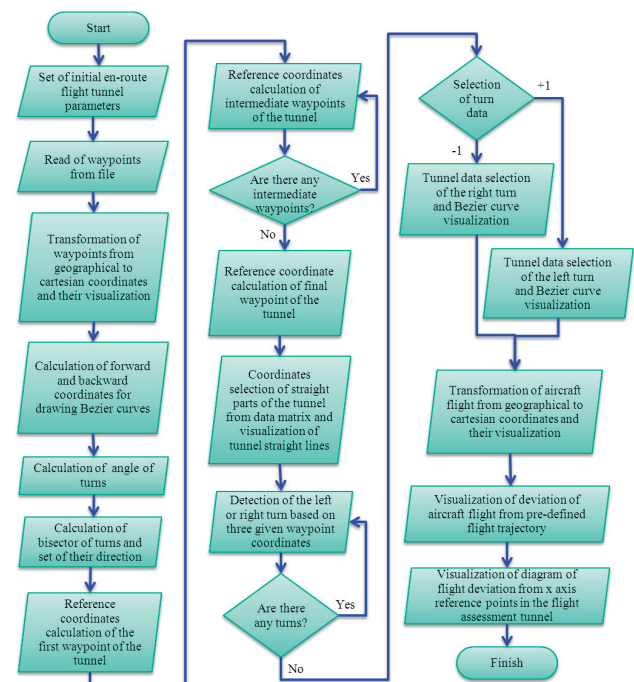 Start
Set of initial en-route
flight tunnel
parameters
Read of waypoints
from file
Transformation of
waypoints from
geographical to
cartesian coordinates
and their visualization
Calculation of forward
and backward
coordinates for
drawing Bezier curves
Calculation of angle of
turns
Calculation of
bisector of turns and
set of their direction
Reference
coordinates
calculation of the
first waypoint of the
tunnel
Reference coordinates
calculation of
intermediate waypoints
of the tunnel
Are there any
intermediate
waypoints?
Yes
No
Reference coordinate
calculation of final
waypoint of the
tunnel
Coordinates
selection of straight
parts of the tunnel
from data matrix and
visualization of
tunnel straight lines
Detection of the left
or right turn based on
three given waypoint
coordinates
Are there
any turns?
Yes
No
Selection
of turn
data
+1
-1
Tunnel data selection
of the right turn
and Bezier curve
visualization
Tunnel data selection
of the left turn
and Bezier curve
visualization
Transformation of aircraft
flight from geographical to
cartesian coordinates and
their visualization
Visualization of deviation of
aircraft flight from pre-defined
flight trajectory
Visualization of diagram of
flight deviation from x axis
reference points in the flight
assessment tunnel
Finish